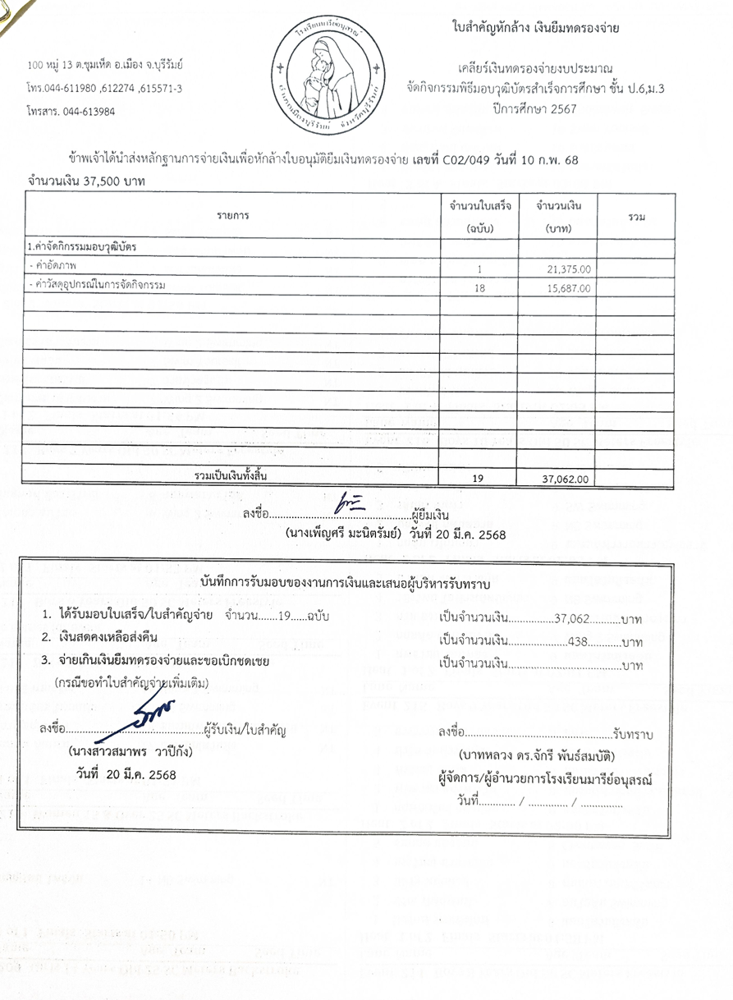 ใบสำคัญหักล้าง เงินยืมทดรองจ่าย
โรงเรียนมารีย์อนุสรณ์
อำเภอเมืองบุรีรัมย์ จังหวัดบุรีรัมย์
100 หมู่ 13 ต.ชุมเห็ด อ.เมือง จ.บุรีรัมย์
โทร.044-611980 ,612274 ,615571-3
โทรสาร. 044-613984
เคลียร์เงินทดรองจ่ายงบประมาณ
จัดกิจกรรมพิธีมอบวุฒิบัตรสำเร็จการศึกษา ชั้น ป.6,ม.3
ปีการศึกษา 2567
ข้าพเจ้าได้นำส่งหลักฐานการจ่ายเงินเพื่อหักล้างใบอนุมัติยืมเงินทดรองจ่าย เลขที่ C02/049 วันที่ 10 ก.พ. 68
จำนวนเงิน 37,500 บาท
รายการ จำนวนใบเสร็จ (ฉบับ) จำนวนเงิน (บาท) รวม
1.ค่าจัดกิกรรมมอบวุฒิบัตร
- ค่าอัดภาพ 1 21,375.00
- ค่าวัสดุอุปกรณ์ในการจัดกิจกรรม 18 15,687.00
รวมเป็นเงินทั้งสิ้น 19 37,062.00
ลงชื่อ..........................................ผู้ยืมเงิน
(นางเพ็ญศรี มะนิตรัมย์) วันที่ 20 มี.ค. 2568
บันทึกการรับมอบของงานการเงินและเสนอผู้บริหารรับทราบ
1. ได้รับมอบใบเสร็จ/ใบสำคัญจ่าย จำนวน......19.....ฉบับ เป็นจำนวนเงิน..............37,062..........บาท
2. เงินสดคงเหลือส่งคืน เป็นจำนวนเงิน..................438..........บาท
3. จ่ายเกินเงินยืมทดรองจ่ายและขอเบิกชดเชย เป็นจำนวนเงิน..................................บาท
(กรณีขอทำใบสำคัญจ่ายเพิ่มเติม)
ลงชื่อ..........................................ผู้รับเงิน/ใบสำคัญ
(นางสาวสมาพร วาปีกัง)
วันที่ 20 มี.ค. 2568
ลงชื่อ.............................................รับทราบ
(บาทหลวง ดร.จักรี พันธ์สมบัติ)
ผู้จัดการ/ผู้อำนวยการโรงเรียนมารีย์อนุสรณ์
วันที่............ / ............. / ..............